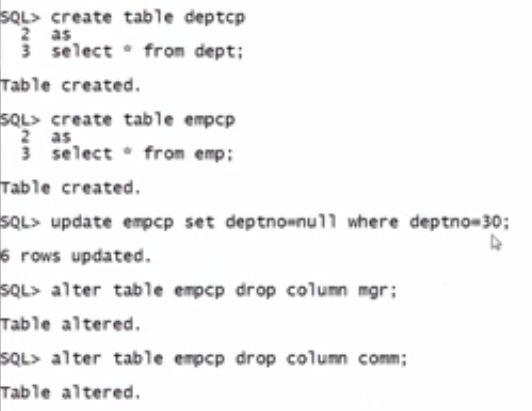 SQL> create table deptcp
2 as
3 select * from dept;
Table created.
SQL> create table empcp
2 as
3 select * from emp;
Table created.
SQL> update empcp set deptno=null where deptno=30;
6 rows updated.
SQL> alter table empcp drop column mgr;
Table altered.
SQL> alter table empcp drop column comm;
Table altered.